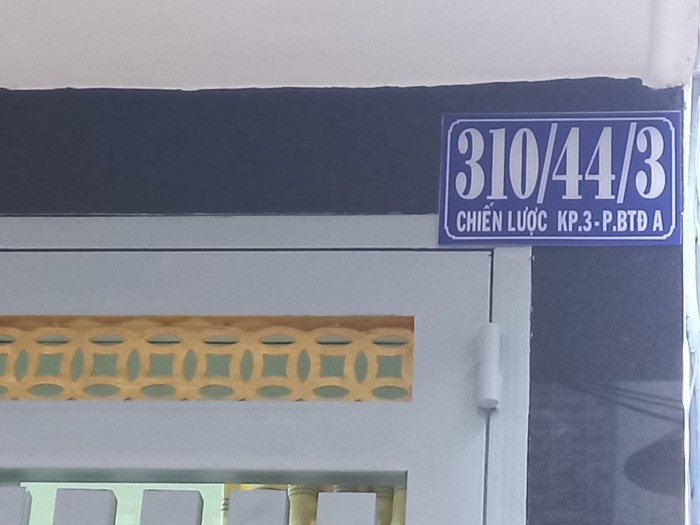 310/44/3
CHIẾN LƯỢC KP.3-P.BTĐ A